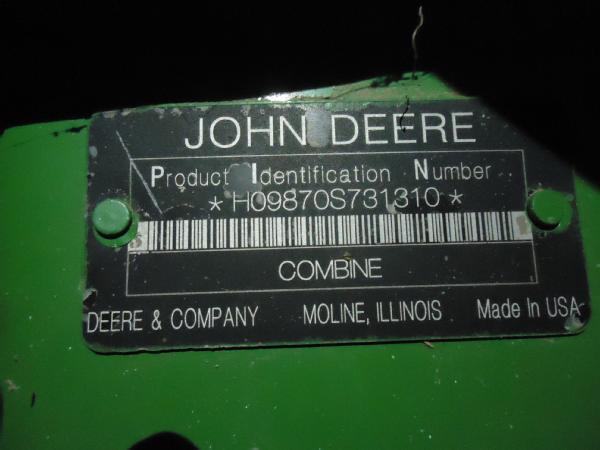 JOHN DEERE
Product Identification Number
*H09870S731310*
COMBINE
DEERE & COMPANY MOLINE, ILLINOIS Made In USA